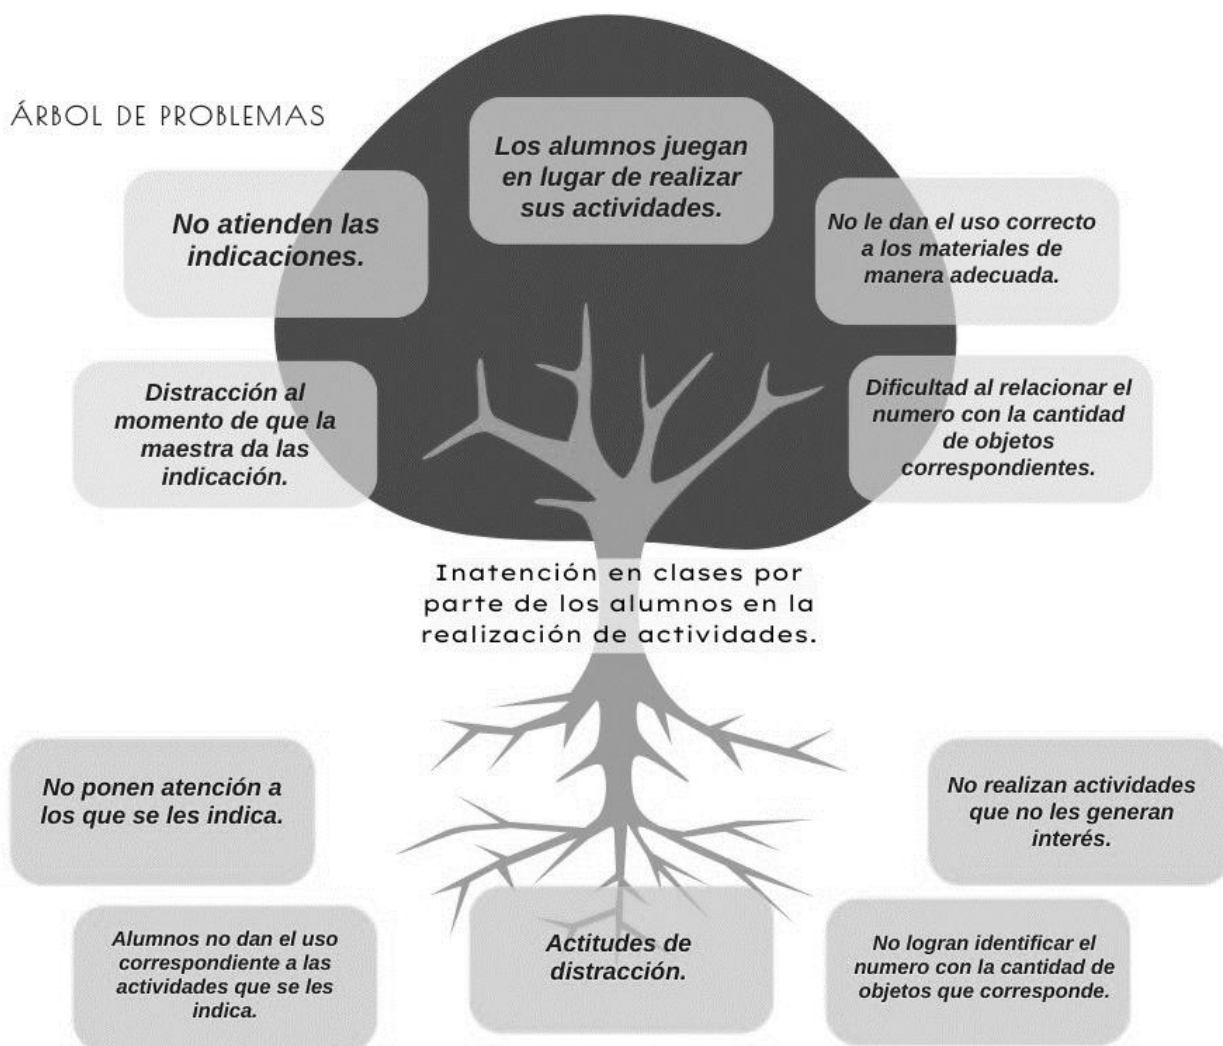 ÁRBOL DE PROBLEMAS
Los alumnos juegan
en lugar de realizar
sus actividades.
No atienden las
indicaciones.
No le dan el uso correcto
a los materiales de
manera adecuada.
Distracción al
momento de que la
maestra da las
indicación.
Dificultad al relacionar el
numero con la cantidad
de objetos
correspondientes.
Inatención en clases por
parte de los alumnos en la
realización de actividades.
No ponen atención a
los que se les indica.
No realizan actividades
que no les generan
interés.
Alumnos no dan el uso
correspondiente a las
actividades que se les
indica.
Actitudes de
distracción.
No logran identificar el
numero con la cantidad de
objetos que corresponde.